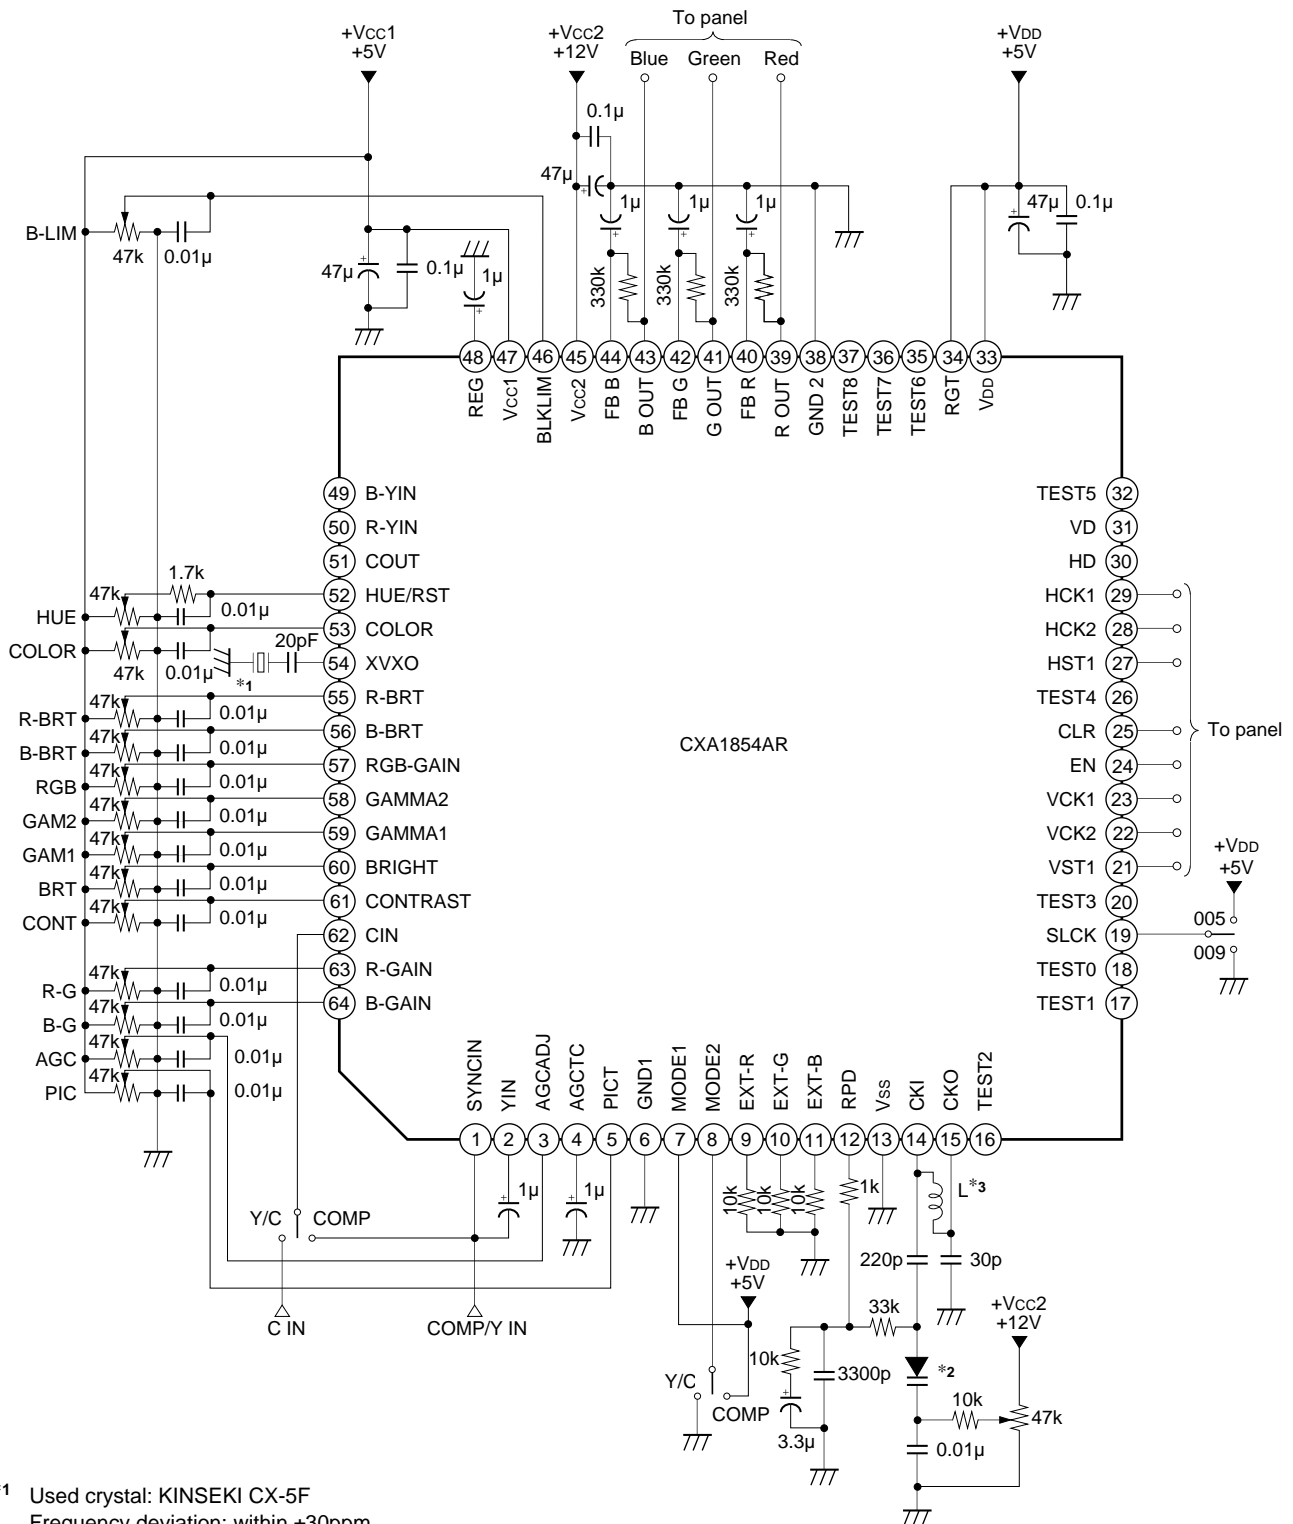 To panel
+VCC1
+5V
+VCC2
+12V
+VDD
+5V
Blue
Green
Red
0.1µ
47µ
1µ
1µ
1µ
47µ
0.1µ
B-LIM
47k
0.01µ
47µ
0.1µ
1µ
330k
330k
330k
48
47
46
45
44
43
42
41
40
39
38
37
36
35
34
33
REG
VCC1
BLKLIM
VCC2
FB B
B OUT
FB G
G OUT
FB R
R OUT
GND 2
TEST8
TEST7
TEST6
RGT
VDD
49 B-YIN
50 R-YIN
51 COUT
52 HUE/RST
53 COLOR
54 XVXO
55 R-BRT
56 B-BRT
57 RGB-GAIN
58 GAMMA2
59 GAMMA1
60 BRIGHT
61 CONTRAST
62 CIN
63 R-GAIN
64 B-GAIN
1.7k
HUE
47k
0.01µ
COLOR
47k
0.01µ
20pF
*1
R-BRT
47k
0.01µ
B-BRT
47k
0.01µ
RGB
47k
0.01µ
GAM2
47k
0.01µ
GAM1
47k
0.01µ
BRT
47k
0.01µ
CONT
47k
0.01µ
R-G
47k
0.01µ
B-G
47k
0.01µ
AGC
47k
0.01µ
PIC
47k
0.01µ
CXA1854AR
TEST5 32
VD 31
HD 30
HCK1 29
HCK2 28
HST1 27
TEST4 26
CLR 25
EN 24
VCK1 23
VCK2 22
VST1 21
TEST3 20
SLCK 19
TEST0 18
TEST1 17
To panel
+VDD
+5V
005
009
SYNCIN
YIN
AGCADJ
AGCTC
PICT
GND1
MODE1
MODE2
EXT-R
EXT-G
EXT-B
RPD
VSS
CKI
CKO
TEST2
1
2
3
4
5
6
7
8
9
10
11
12
13
14
15
16
1µ
1µ
10k
10k
10k
1k
L*3
Y/C
COMP
220p
30p
+VDD
+5V
C IN
COMP/Y IN
33k
+VCC2
+12V
10k
3300p
*2
Y/C
COMP
10k
47k
3.3µ
0.01µ
*1 Used crystal: KINSEKI CX-5F
Frequency deviation: within ±30ppm